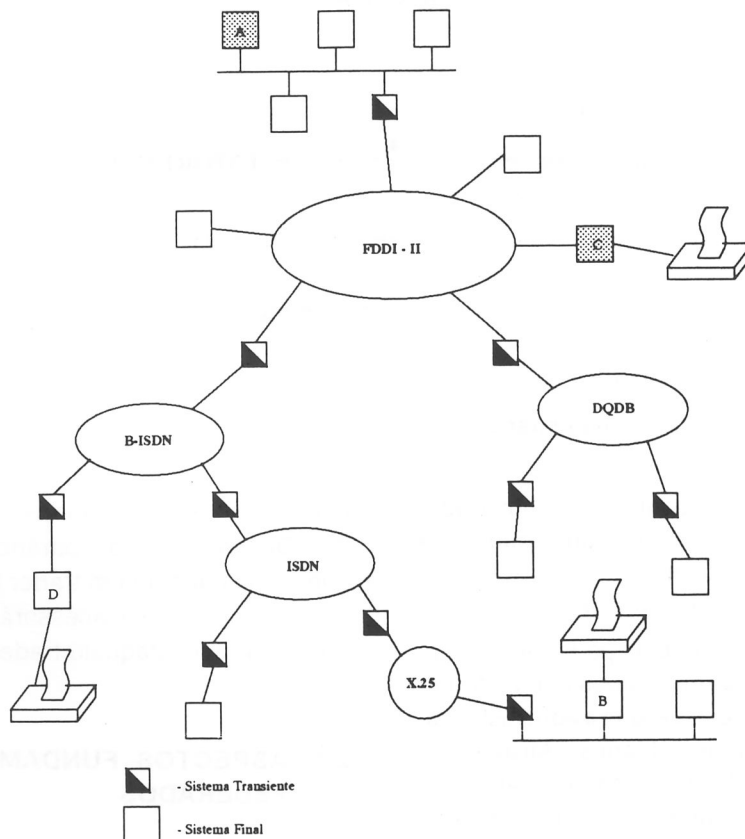 A
FDDI - II
C
B-ISDN
DQDB
ISDN
D
X.25
B
- Sistema Transiente
- Sistema Final